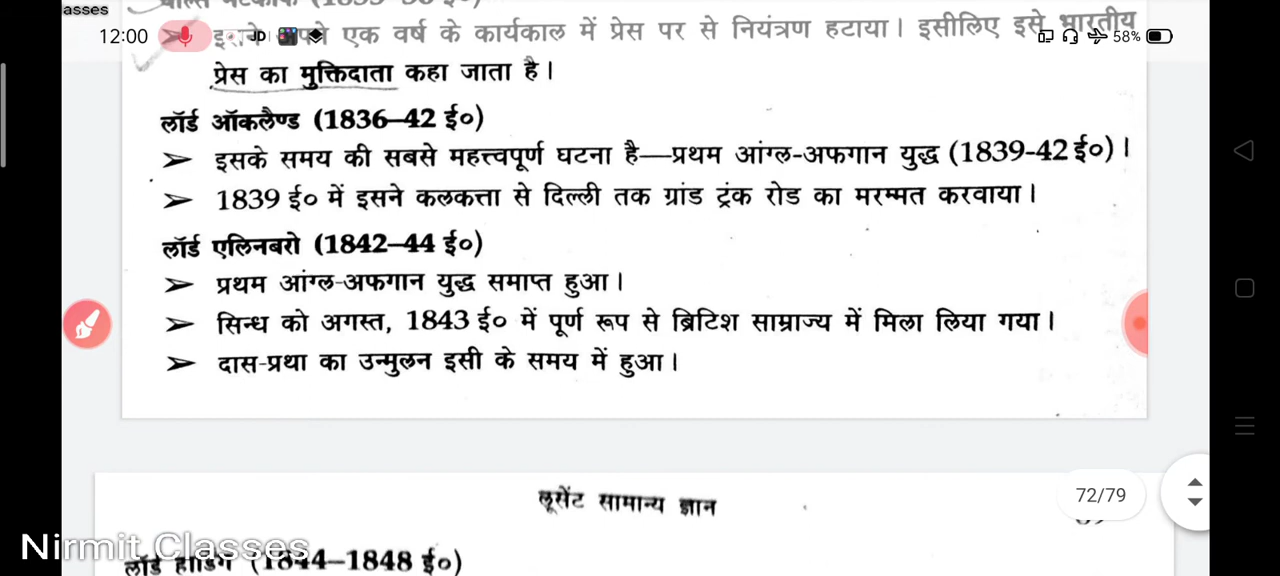 asses
12:00 JD 58%
एक वर्ष के कार्यकाल में प्रेस पर से नियंत्रण हटाया। इसीलिए इसे भारतीय
प्रेस का मुक्तिदाता कहा जाता है।
लॉर्ड ऑकलैण्ड (1836–42 ई०)
➢ इसके समय की सबसे महत्त्वपूर्ण घटना है—प्रथम आंग्ल-अफगान युद्ध (1839-42 ई०)।
➢ 1839 ई० में इसने कलकत्ता से दिल्ली तक ग्रांड ट्रंक रोड का मरम्मत करवाया।
लॉर्ड एलिनबरो (1842–44 ई०)
➢ प्रथम आंग्ल-अफगान युद्ध समाप्त हुआ।
➢ सिन्ध को अगस्त, 1843 ई० में पूर्ण रूप से ब्रिटिश साम्राज्य में मिला लिया गया।
➢ दास-प्रथा का उन्मुलन इसी के समय में हुआ।
72/79
लूसेंट सामान्य ज्ञान
Nirmit Classes
लॉर्ड हार्डिंग (1844–1848 ई०)